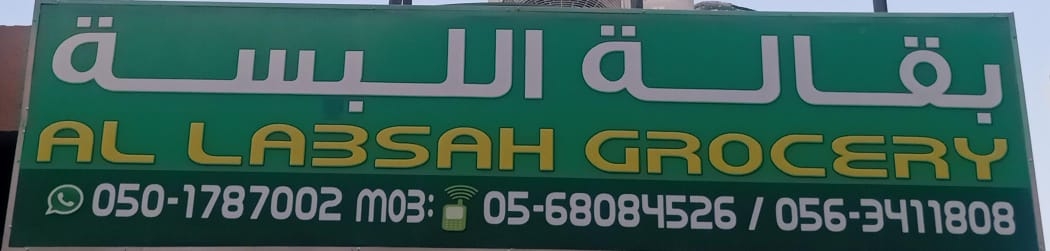 بقالة اللبسة
AL LABSAH GROCERY
050-1787002 MOB: 05-68084526 / 056-3411808